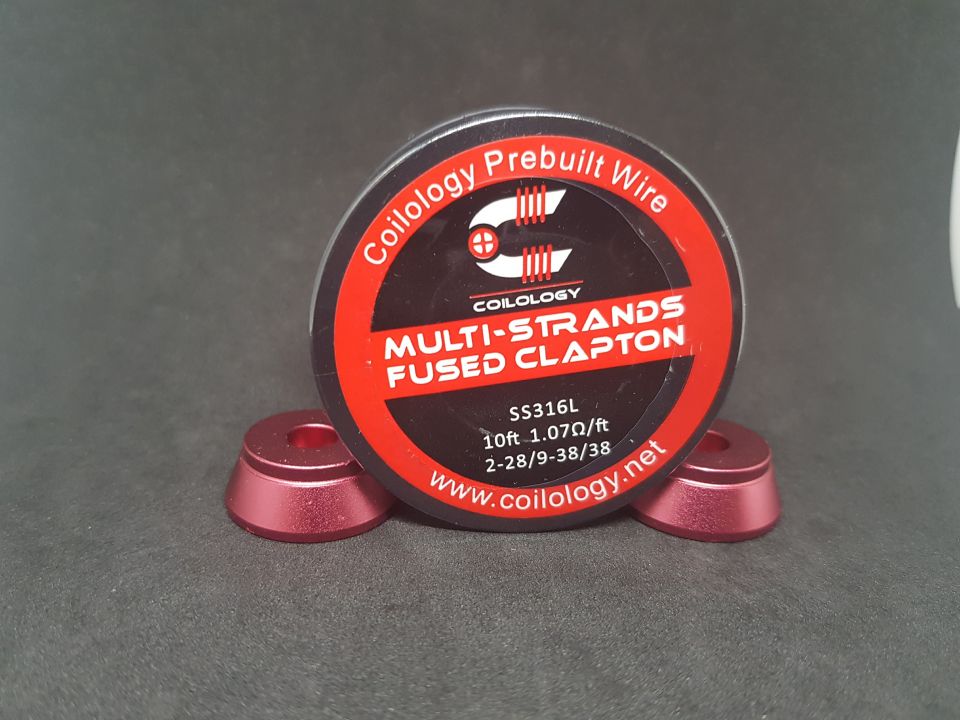 Coilology Prebuilt Wire
COILOLOGY
MULTI-STRANDS
FUSED CLAPTON
SS316L
10ft 1.07Ω/ft
2-28/9-38/38
www.coilology.net